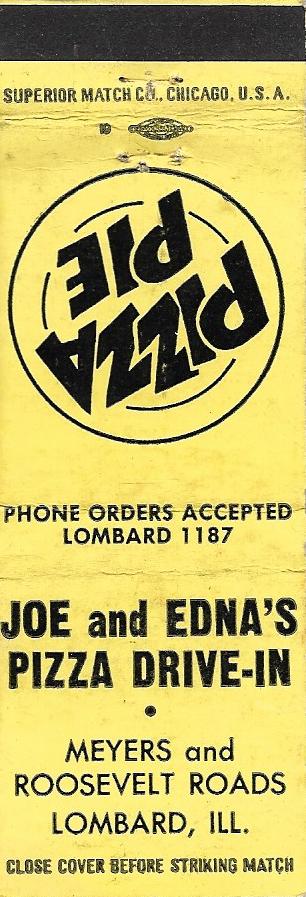 SUPERIOR MATCH CO., CHICAGO, U.S.A.
PIZZA
PIE
PHONE ORDERS ACCEPTED
LOMBARD 1187
JOE and EDNA'S
PIZZA DRIVE-IN
•
MEYERS and
ROOSEVELT ROADS
LOMBARD, ILL.
CLOSE COVER BEFORE STRIKING MATCH